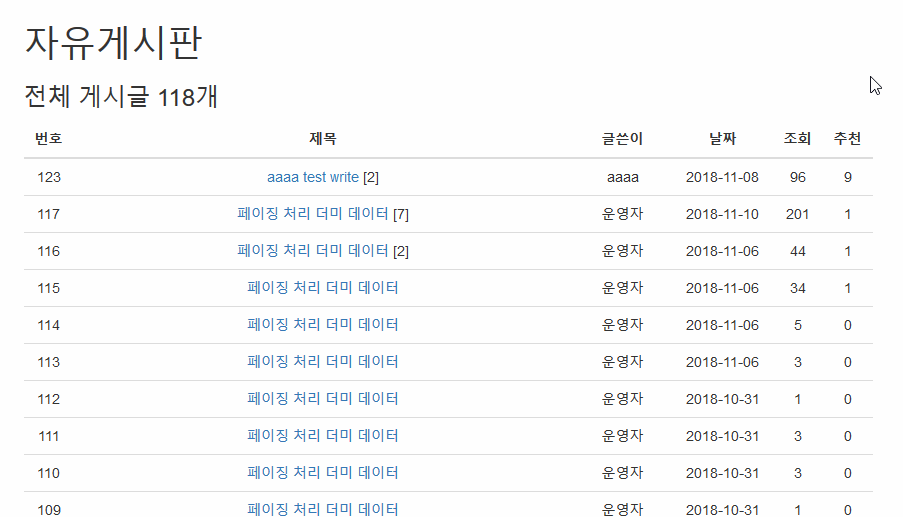 자유게시판
전체 게시글 118개
번호 제목 글쓴이 날짜 조회 추천
123 aaaa test write [2] aaaa 2018-11-08 96 9
117 페이징 처리 더미 데이터 [7] 운영자 2018-11-10 201 1
116 페이징 처리 더미 데이터 [2] 운영자 2018-11-06 44 1
115 페이징 처리 더미 데이터 운영자 2018-11-06 34 1
114 페이징 처리 더미 데이터 운영자 2018-11-06 5 0
113 페이징 처리 더미 데이터 운영자 2018-11-06 3 0
112 페이징 처리 더미 데이터 운영자 2018-10-31 1 0
111 페이징 처리 더미 데이터 운영자 2018-10-31 3 0
110 페이징 처리 더미 데이터 운영자 2018-10-31 3 0
109 페이징 처리 더미 데이터 운영자 2018-10-31 1 0